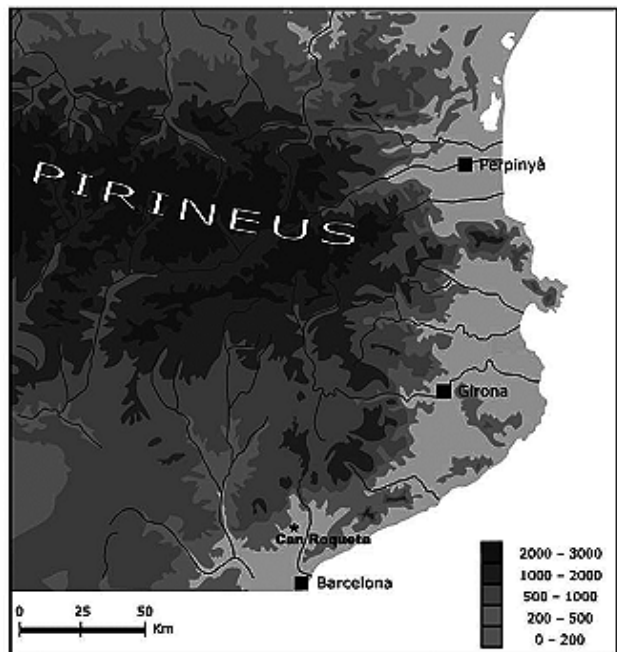 PIRINEUS
Perpinyà
Girona
Can Roqueta
Barcelona
2000 - 3000
1000 - 2000
500 - 1000
200 - 500
0 - 200
0 25 50
Km